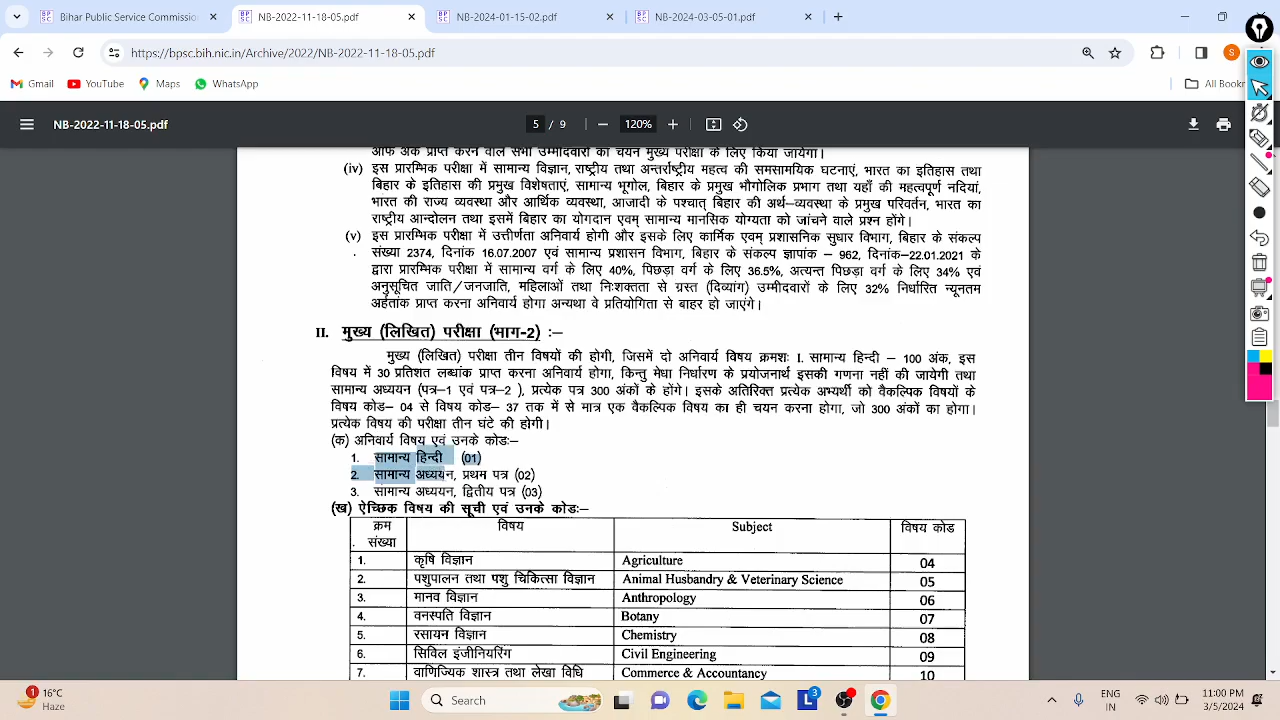 Bihar Public Service Commission
NB-2022-11-18-05.pdf
NB-2024-01-15-02.pdf
NB-2024-03-05-01.pdf
https://bpsc.bih.nic.in/Archive/2022/NB-2022-11-18-05.pdf
S
Gmail
YouTube
Maps
WhatsApp
All Bookr
NB-2022-11-18-05.pdf
5 / 9
120%
आफ अंक प्राप्त करने वाले सभी उम्मीदवारों का चयन मुख्य परीक्षा के लिए किया जायेगा।
(iv) इस प्रारम्भिक परीक्षा में सामान्य विज्ञान, राष्ट्रीय तथा अन्तर्राष्ट्रीय महत्व की समसामयिक घटनाएं, भारत का इतिहास तथा
बिहार के इतिहास की प्रमुख विशेषताएं, सामान्य भूगोल, बिहार के प्रमुख भौगोलिक प्रभाग तथा यहाँ की महत्वपूर्ण नदियां,
भारत की राज्य व्यवस्था और आर्थिक व्यवस्था, आजादी के पश्चात् बिहार की अर्थ–व्यवस्था के प्रमुख परिवर्तन, भारत का
राष्ट्रीय आन्दोलन तथा इसमें बिहार का योगदान एवम् सामान्य मानसिक योग्यता को जांचने वाले प्रश्न होंगे।
(v) इस प्रारम्भिक परीक्षा में उत्तीर्णता अनिवार्य होगी और इसके लिए कार्मिक एवम् प्रशासनिक सुधार विभाग, बिहार के संकल्प
संख्या 2374, दिनांक 16.07.2007 एवं सामान्य प्रशासन विभाग, बिहार के संकल्प ज्ञापांक – 962, दिनांक–22.01.2021 के
द्वारा प्रारम्भिक परीक्षा में सामान्य वर्ग के लिए 40%, पिछड़ा वर्ग के लिए 36.5%, अत्यन्त पिछड़ा वर्ग के लिए 34% एवं
अनुसूचित जाति/जनजाति, महिलाओं तथा निःशक्तता से ग्रस्त (दिव्यांग) उम्मीदवारों के लिए 32% निर्धारित न्यूनतम
अर्हतांक प्राप्त करना अनिवार्य होगा अन्यथा वे प्रतियोगिता से बाहर हो जाएंगे।
II. मुख्य (लिखित) परीक्षा (भाग-2) :–
मुख्य (लिखित) परीक्षा तीन विषयों की होगी, जिसमें दो अनिवार्य विषय क्रमशः I. सामान्य हिन्दी – 100 अंक, इस
विषय में 30 प्रतिशत लब्धांक प्राप्त करना अनिवार्य होगा, किन्तु मेधा निर्धारण के प्रयोजनार्थ इसकी गणना नहीं की जायेगी तथा
सामान्य अध्ययन (पत्र–1 एवं पत्र–2 ), प्रत्येक पत्र 300 अंकों के होंगे। इसके अतिरिक्त प्रत्येक अभ्यर्थी को वैकल्पिक विषयों के
विषय कोड– 04 से विषय कोड– 37 तक में से मात्र एक वैकल्पिक विषय का ही चयन करना होगा, जो 300 अंकों का होगा।
प्रत्येक विषय की परीक्षा तीन घंटे की होगी।
(क) अनिवार्य विषय एवं उनके कोडः–
1. सामान्य हिन्दी (01)
2. सामान्य अध्ययन, प्रथम पत्र (02)
3. सामान्य अध्ययन, द्वितीय पत्र (03)
(ख) ऐच्छिक विषय की सूची एवं उनके कोडः–
क्रम संख्या विषय Subject विषय कोड
1. कृषि विज्ञान Agriculture 04
2. पशुपालन तथा पशु चिकित्सा विज्ञान Animal Husbandry & Veterinary Science 05
3. मानव विज्ञान Anthropology 06
4. वनस्पति विज्ञान Botany 07
5. रसायन विज्ञान Chemistry 08
6. सिविल इंजीनियरिंग Civil Engineering 09
7. वाणिज्यिक शास्त्र तथा लेखा विधि Commerce & Accountancy 10
1
16°C
Haze
Search
L
3
ENG
IN
11:00 PM
3/5/2024